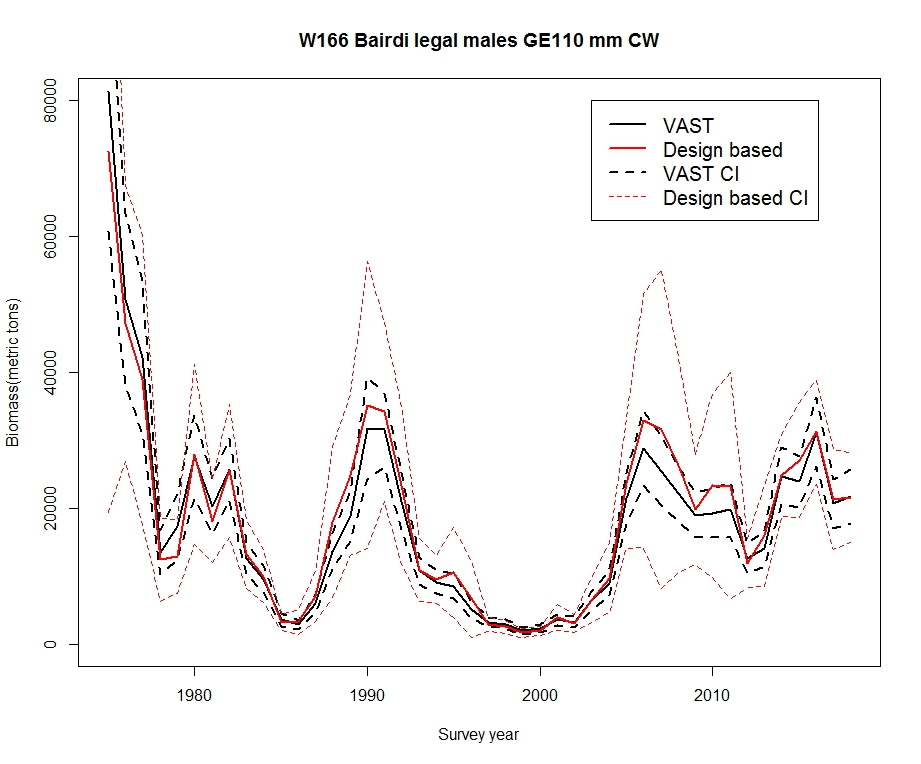 W166 Bairdi legal males GE110 mm CW
VAST
Design based
VAST CI
Design based CI
Biomass(metric tons)
80000
60000
40000
20000
0
1980
1990
2000
2010
Survey year